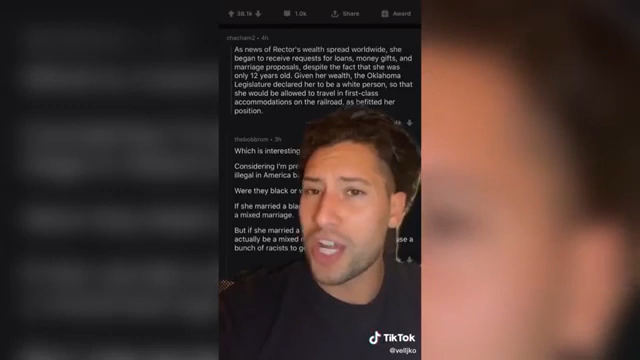 38.1k
1.0k
Share
Award
chacham2 • 4h
As news of Rector's wealth spread worldwide, she
began to receive requests for loans, money gifts, and
marriage proposals, despite the fact that she was
only 12 years old. Given her wealth, the Oklahoma
Legislature declared her to be a white person, so that
she would be allowed to travel in first-class
accommodations on the railroad, as befitted her
position.
thebobbrom • 3h
Which is interesting
Considering I'm
illegal in America
Were they black or
If she married a
a mixed marriage.
But if she married a
actually be a mixed
a
bunch of racists to
TikTok
@velljko